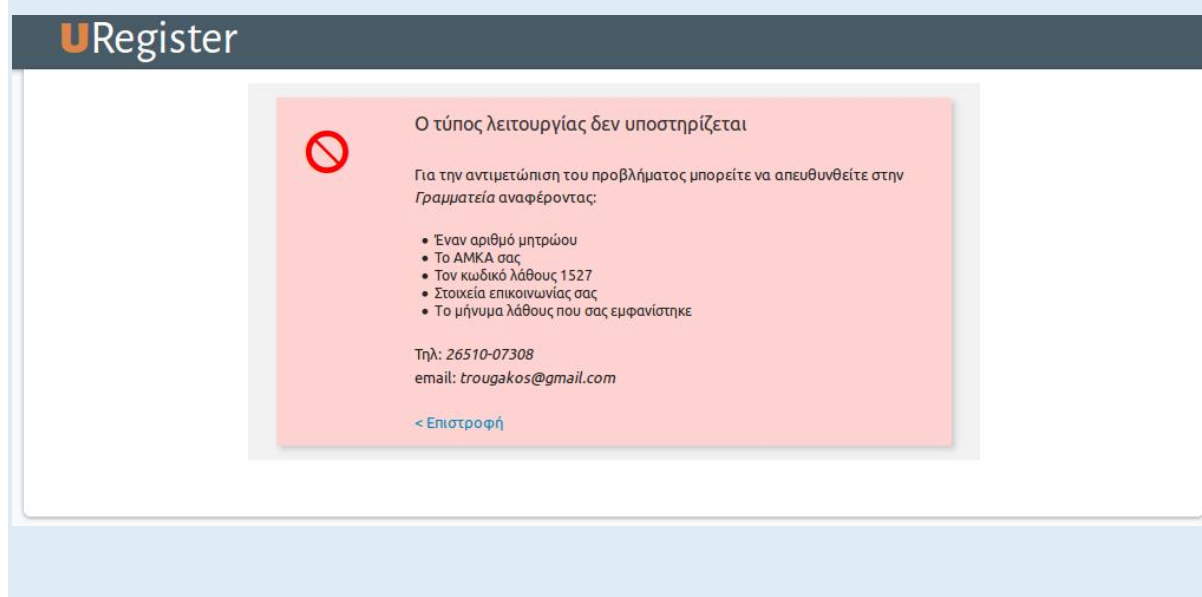 URegister
Ο τύπος λειτουργίας δεν υποστηρίζεται
Για την αντιμετώπιση του προβλήματος μπορείτε να απευθυνθείτε στην
Γραμματεία αναφέροντας:
• Έναν αριθμό μητρώου
• Το ΑΜΚΑ σας
• Τον κωδικό λάθους 1527
• Στοιχεία επικοινωνίας σας
• Το μήνυμα λάθους που σας εμφανίστηκε
Τηλ: 26510-07308
email: trougakos@gmail.com
< Επιστροφή